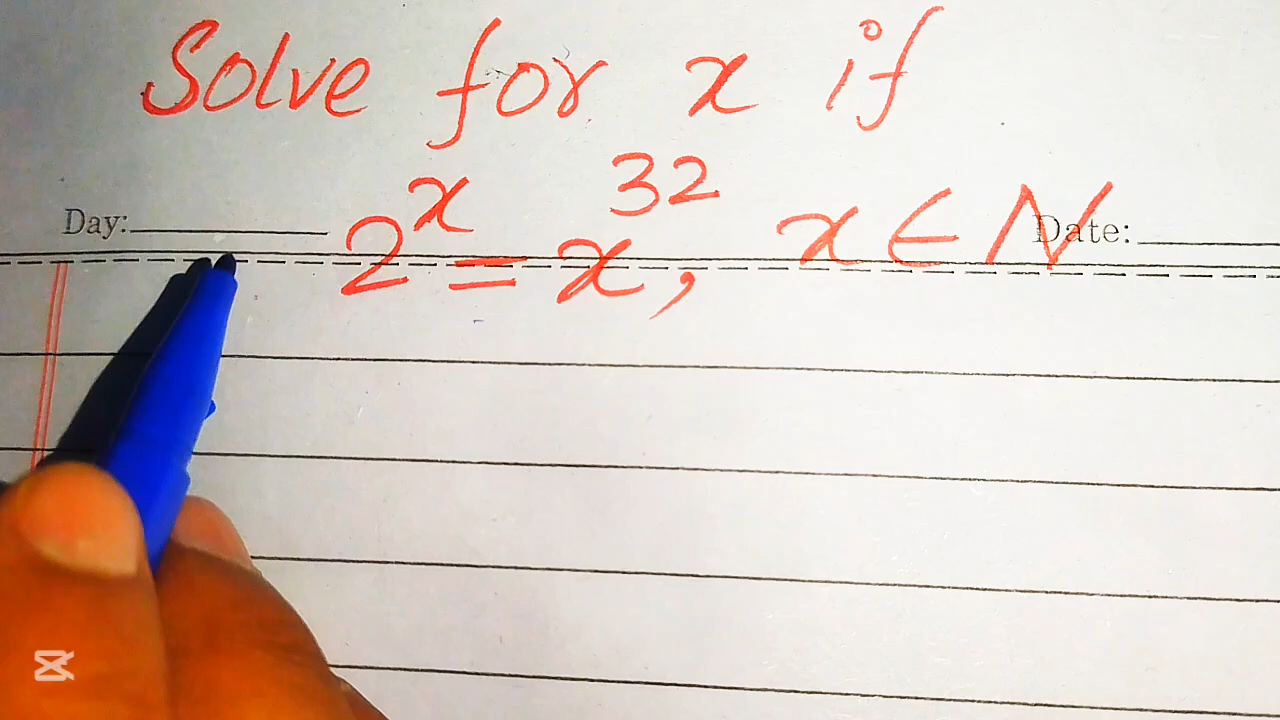 Solve for x if
Day: Date:
2^x = x^32, x ∈ N